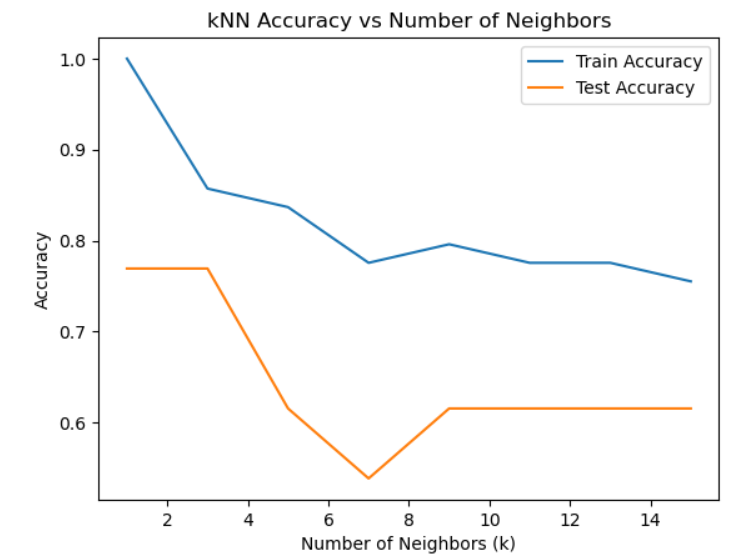 kNN Accuracy vs Number of Neighbors
Train Accuracy
Test Accuracy
1.0
0.9
0.8
0.7
0.6
Accuracy
2 4 6 8 10 12 14
Number of Neighbors (k)